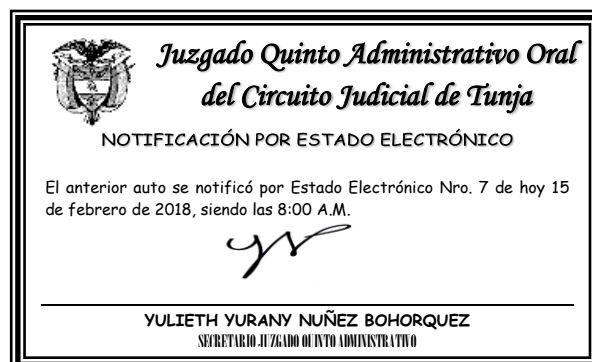 Juzgado Quinto Administrativo Oral
del Circuito Judicial de Tunja
NOTIFICACIÓN POR ESTADO ELECTRÓNICO
El anterior auto se notificó por Estado Electrónico Nro. 7 de hoy 15
de febrero de 2018, siendo las 8:00 A.M.
YULIETH YURANY NUÑEZ BOHORQUEZ
SECRETARIO JUZGADO QUINTO ADMINISTRATIVO